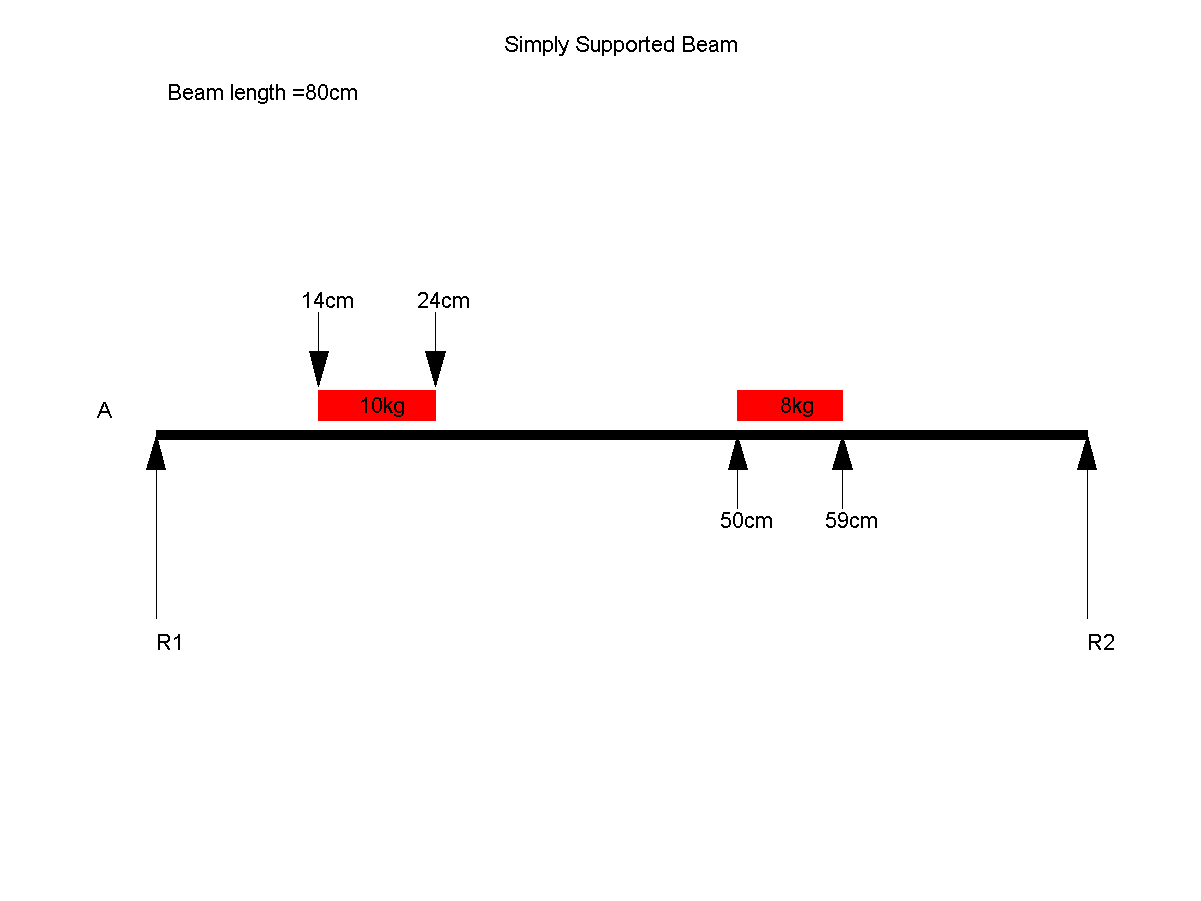 Simply Supported Beam
Beam length =80cm
14cm 24cm
A 10kg 8kg
50cm 59cm
R1 R2